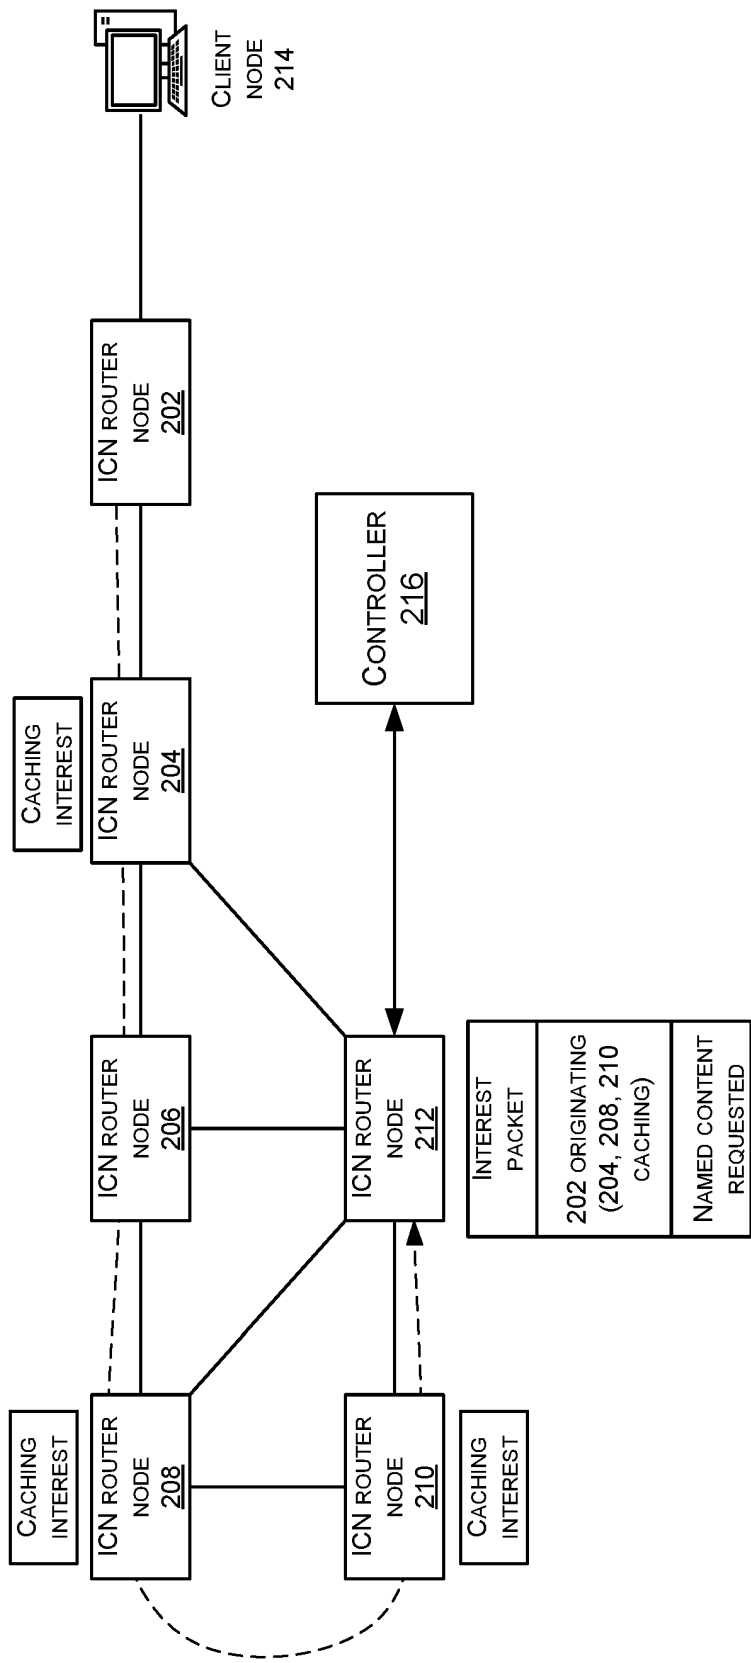 CACHING
INTEREST
ICN ROUTER
NODE
208
ICN ROUTER
NODE
206
CACHING
INTEREST
ICN ROUTER
NODE
204
ICN ROUTER
NODE
202
CLIENT
NODE
214
ICN ROUTER
NODE
210
CACHING
INTEREST
ICN ROUTER
NODE
212
CONTROLLER
216
INTEREST
PACKET
202 ORIGINATING
(204, 208, 210
CACHING)
NAMED CONTENT
REQUESTED